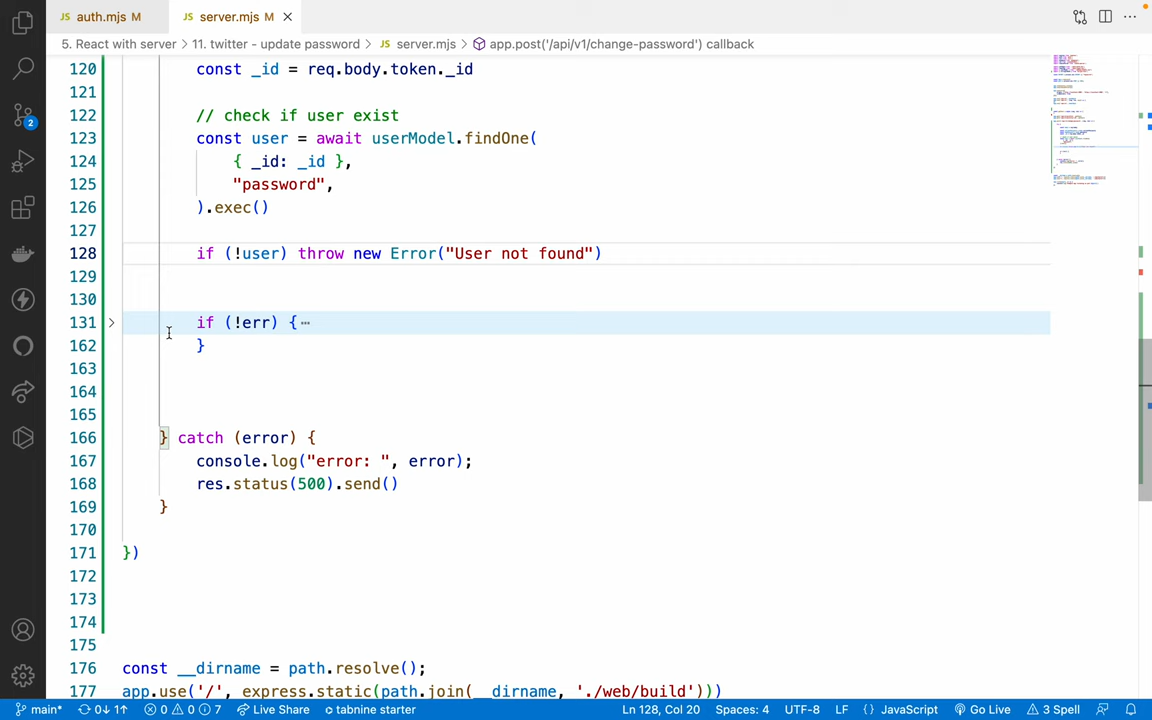 JS auth.mjs M JS server.mjs M ×
5. React with server > 11. twitter - update password > JS server.mjs > app.post('/api/v1/change-password') callback
120 const _id = req.body.token._id
121
122 // check if user exist
123 const user = await userModel.findOne(
124 { _id: _id },
125 "password",
126 ).exec()
127
128 if (!user) throw new Error("User not found")
129
130
131 if (!err) {…
162 }
163
164
165
166 } catch (error) {
167 console.log("error: ", error);
168 res.status(500).send()
169 }
170
171 })
172
173
174
175
176 const __dirname = path.resolve();
177 app.use('/', express.static(path.join(__dirname, './web/build')))
2
main* 0↓ 1↑ 0 0 7 Live Share tabnine starter Ln 128, Col 20 Spaces: 4 UTF-8 LF {} JavaScript Go Live 3 Spell